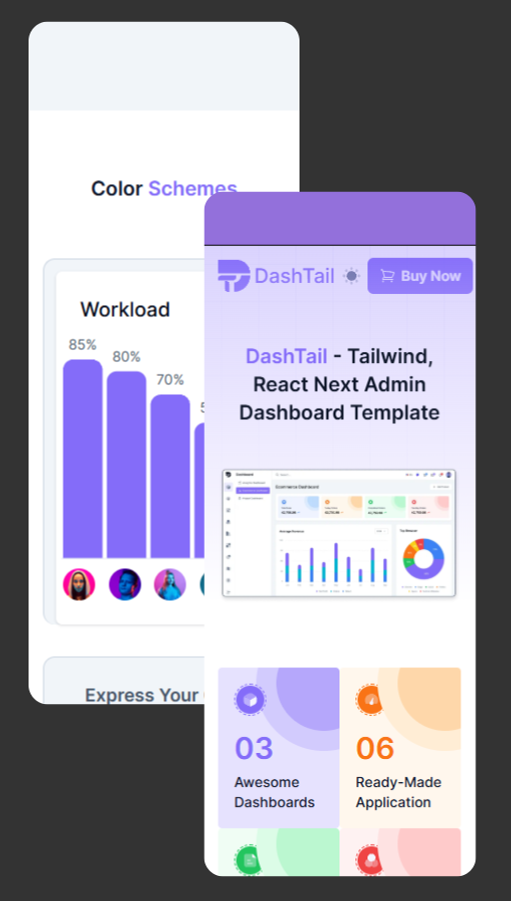 Color Schemes
Workload
85%
80%
70%
5
Express Your
DashTail
Buy Now
DashTail - Tailwind,
React Next Admin
Dashboard Template
Dashboard
Ecommerce Dashboard
03
Awesome
Dashboards
06
Ready-Made
Application